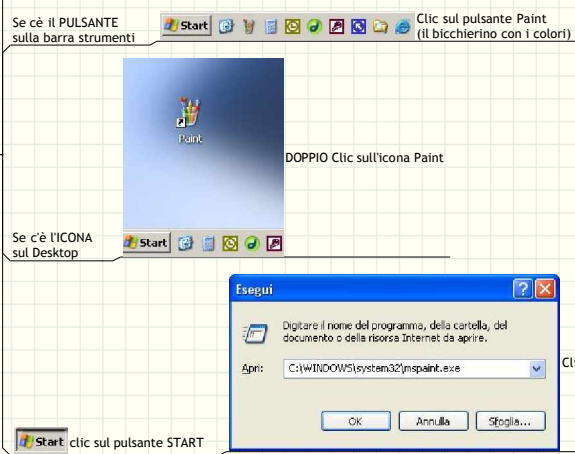 Se cè il PULSANTE
sulla barra strumenti
Start
Clic sul pulsante Paint
(il bicchierino con i colori)
Paint
DOPPIO Clic sull'icona Paint
Se c'è l'ICONA
sul Desktop
Start
Esegui
Digitare il nome del programma, della cartella, del
documento o della risorsa Internet da aprire.
Apri: C:\WINDOWS\system32\mspaint.exe
OK Annulla Sfoglia...
Start clic sul pulsante START